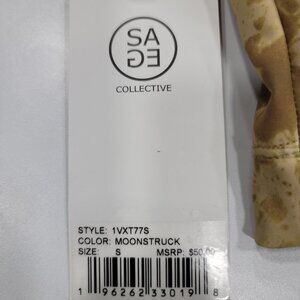 SA
GE
COLLECTIVE
STYLE: 1VXT77S
COLOR: MOONSTRUCK
SIZE: S MSRP: $50.00
1 96262 33019 8